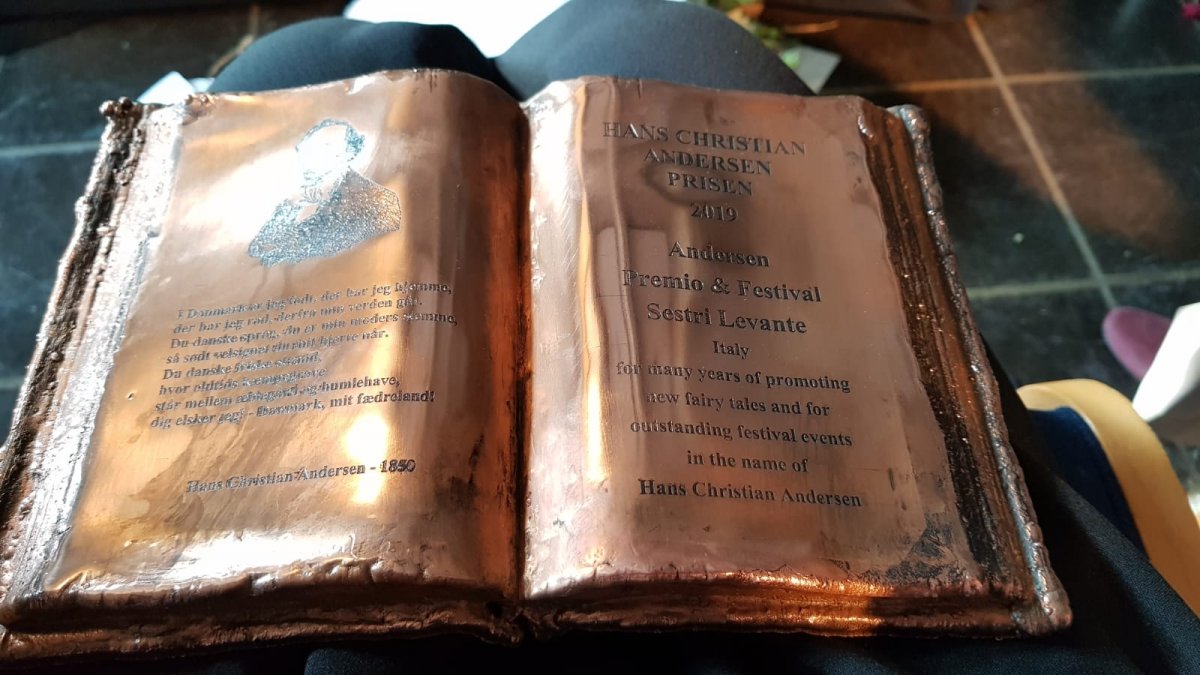 I Danmark er jeg født, der har jeg hjemme,
der har jeg rod, derfra min verden går.
Du danske sprog, du er min moders stemme,
så sødt velsignet du mit hjerte når.
Du danske friske strand,
hvor oldtids kæmpegrave
står mellem æblegård og humlehave,
dig elsker jeg! - Danmark, mit fædreland!
Hans Christian Andersen - 1850
HANS CHRISTIAN
ANDERSEN
PRISEN
2019
Andersen
Premio & Festival
Sestri Levante
Italy
for many years of promoting
new fairy tales and for
outstanding festival events
in the name of
Hans Christian Andersen